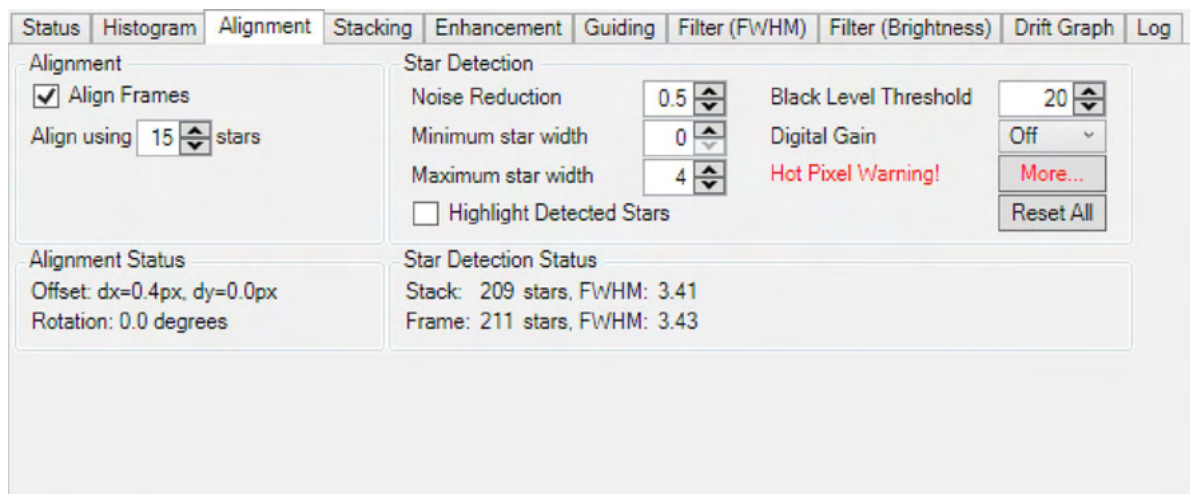 Status Histogram Alignment Stacking Enhancement Guiding Filter (FWHM) Filter (Brightness) Drift Graph Log
Alignment
Align Frames
Align using 15 stars
Star Detection
Noise Reduction 0.5
Minimum star width 0
Maximum star width 4
Highlight Detected Stars
Black Level Threshold 20
Digital Gain Off
Hot Pixel Warning! More...
Reset All
Alignment Status
Offset: dx=0.4px, dy=0.0px
Rotation: 0.0 degrees
Star Detection Status
Stack: 209 stars, FWHM: 3.41
Frame: 211 stars, FWHM: 3.43